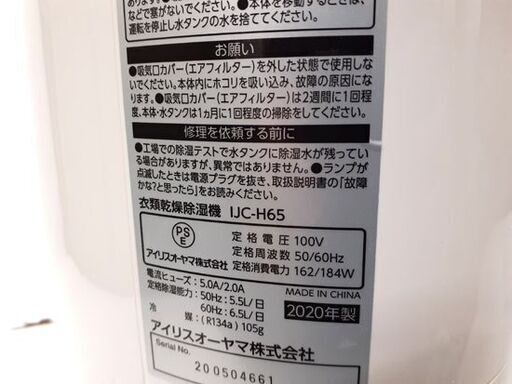 などで塞がないでください。●本体を移動するときは、
運転を停止し水タンクの水を捨ててください。
お願い
●吸気口カバー(エアフィルター)を外した状態で使用しな
いでください。本体内にホコリを吸い込み、故障の原因にな
ります。●吸気口カバー(エアフィルター)は2週間に1回程
度、本体・水タンクは1ヵ月に1回程度の掃除をしてください。
修理を依頼する前に
●工場での除湿テストで水タンクに除湿水が残ってい
る場合がありますが、異常ではありません。●ランプが
点滅したときは電源プラグを抜き、取扱説明書の「故障
かな?と思ったら」をお読みください。
衣類乾燥除湿機 IJC-H65
PS
E
アイリスオーヤマ株式会社
定格電圧 100V
定格周波数 50/60Hz
定格消費電力 162/184W
電流ヒューズ:5.0A/2.0A
MADE IN CHINA
定格除湿能力:50Hz:5.5L/日
60Hz:6.5L/日
2020年製
冷媒:(R134a)105g
アイリスオーヤマ株式会社
Serial No.
200504661